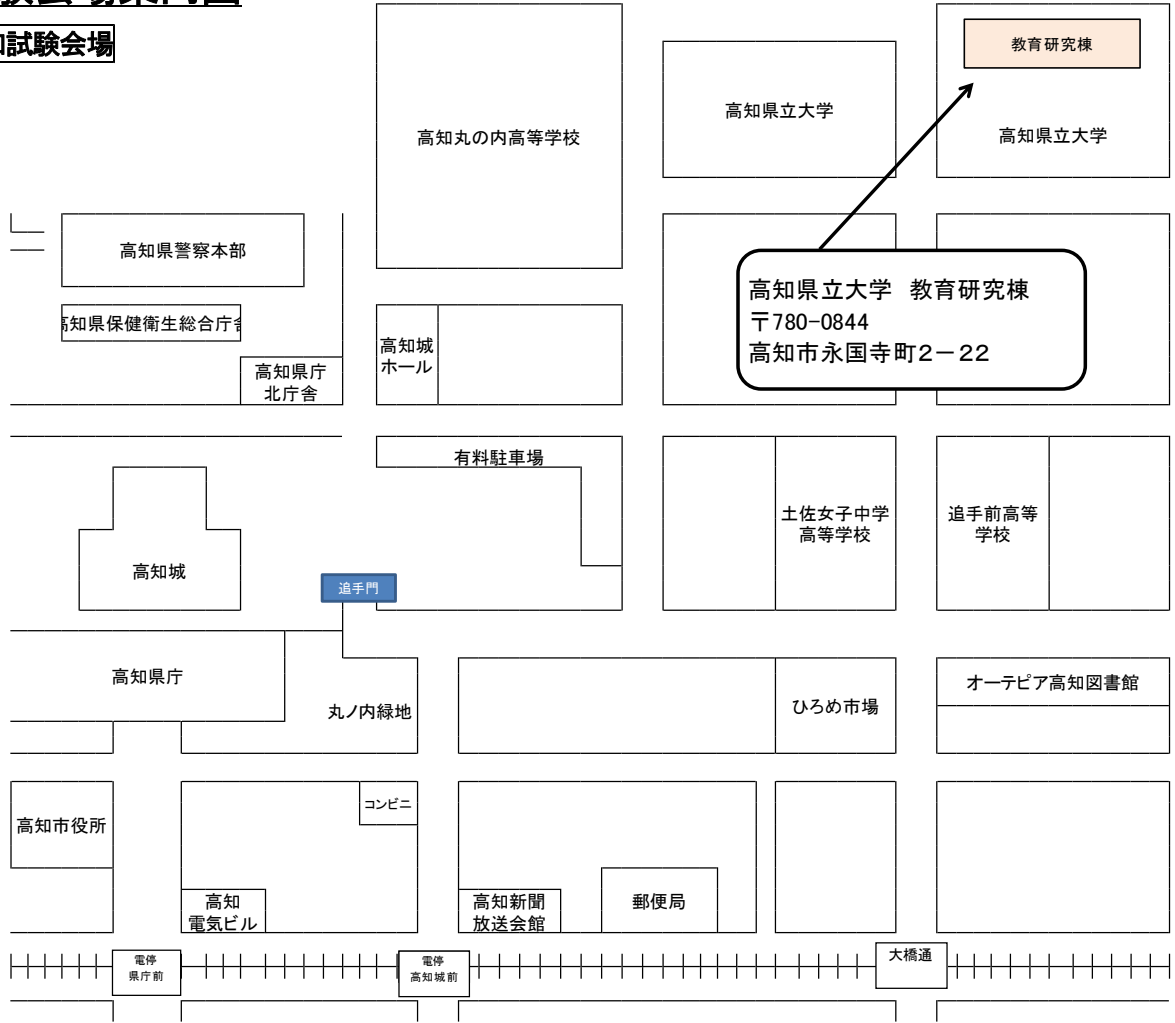 試験会場
教育研究棟
高知丸の内高等学校
高知県立大学
高知県立大学
高知県警察本部
高知県立大学 教育研究棟
〒780-0844
高知市永国寺町2－22
高知県保健衛生総合庁舎
高知城
ホール
高知県庁
北庁舎
有料駐車場
土佐女子中学
高等学校
追手前高等
学校
高知城
追手門
高知県庁
丸ノ内緑地
ひろめ市場
オーテピア高知図書館
コンビニ
高知市役所
高知
電気ビル
高知新聞
放送会館
郵便局
電停
県庁前
電停
高知城前
大橋通